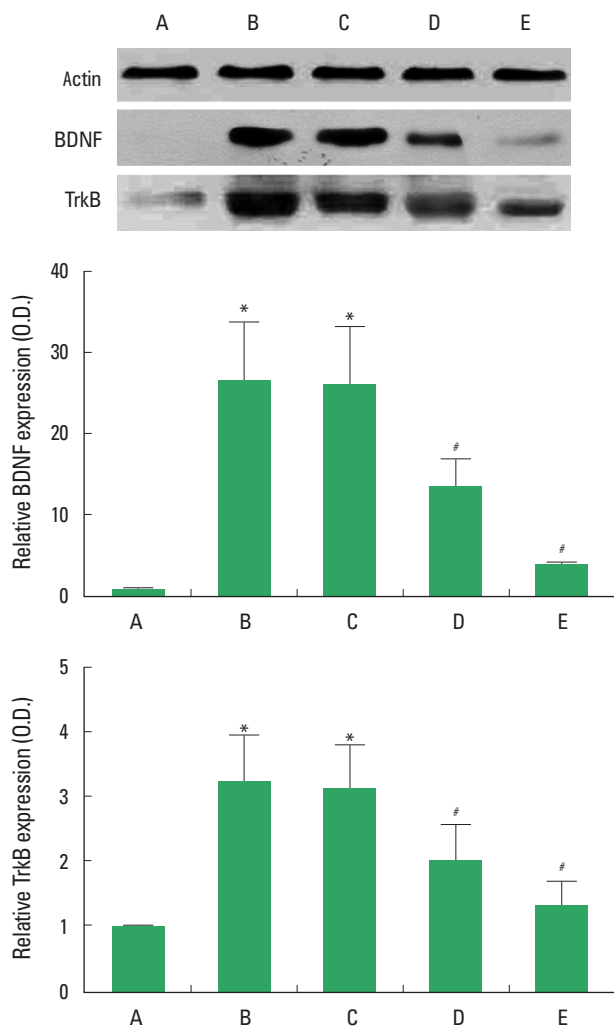 A B C D E
Actin
BDNF
TrkB
Relative BDNF expression (O.D.)
40
30
20
10
0
* * # #
A B C D E
Relative TrkB expression (O.D.)
5
4
3
2
1
0
* * # #
A B C D E